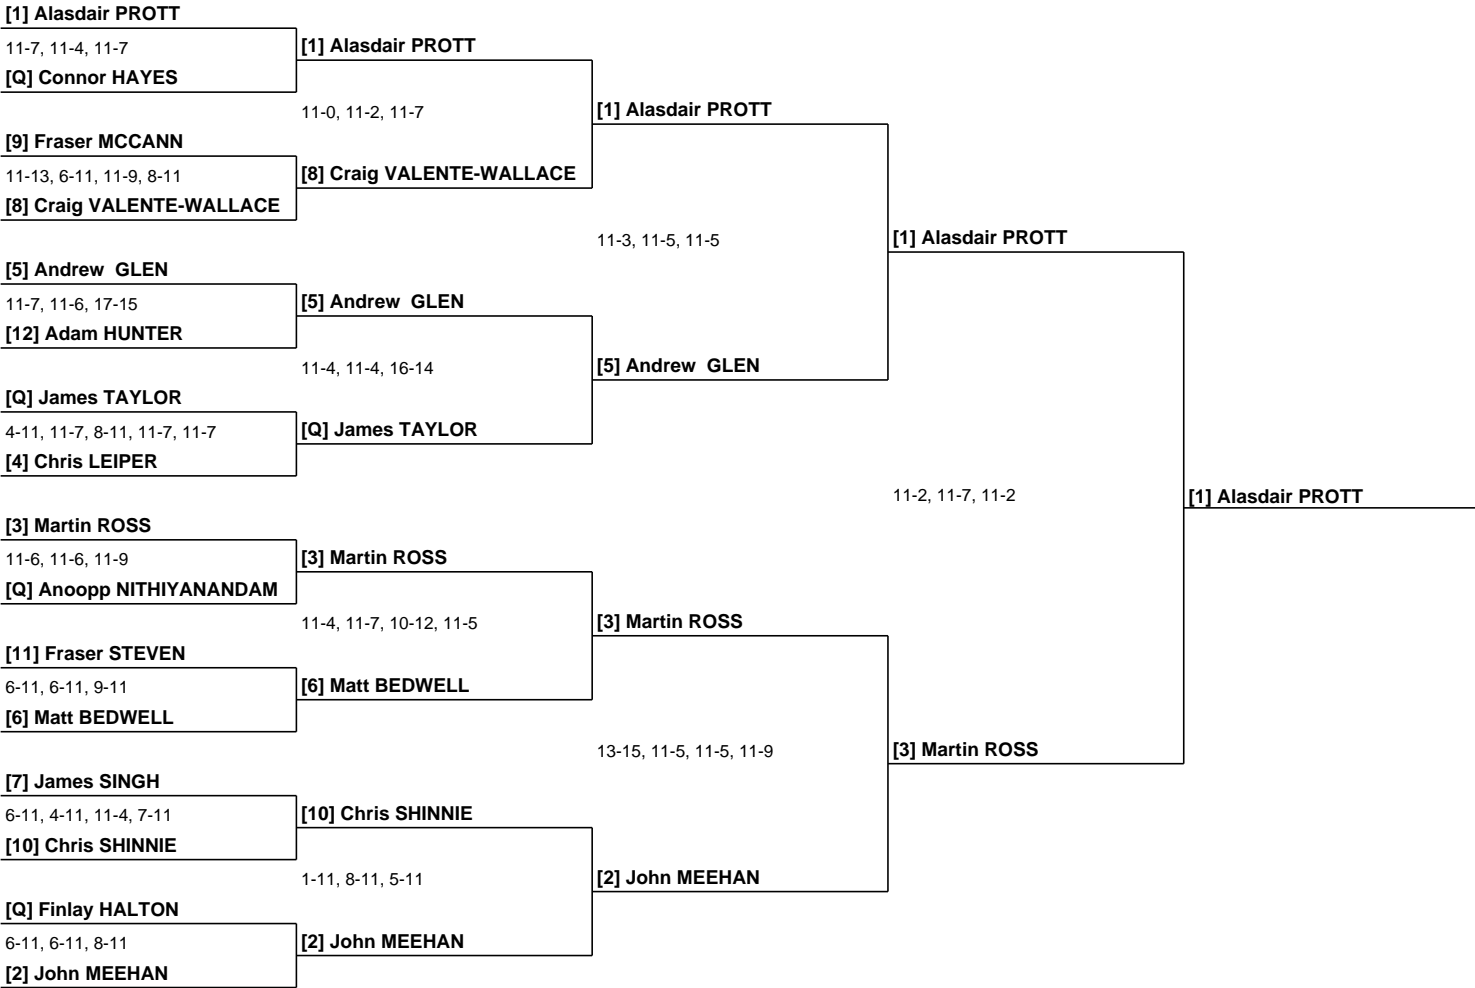 [1] Alasdair PROTT
11-7, 11-4, 11-7
[Q] Connor HAYES
[9] Fraser MCCANN
11-13, 6-11, 11-9, 8-11
[8] Craig VALENTE-WALLACE
[5] Andrew  GLEN
11-7, 11-6, 17-15
[12] Adam HUNTER
[Q] James TAYLOR
4-11, 11-7, 8-11, 11-7, 11-7
[4] Chris LEIPER
[3] Martin ROSS
11-6, 11-6, 11-9
[Q] Anoopp NITHIYANANDAM
[11] Fraser STEVEN
6-11, 6-11, 9-11
[6] Matt BEDWELL
[7] James SINGH
6-11, 4-11, 11-4, 7-11
[10] Chris SHINNIE
[Q] Finlay HALTON
6-11, 6-11, 8-11
[2] John MEEHAN
[1] Alasdair PROTT
11-0, 11-2, 11-7
[8] Craig VALENTE-WALLACE
[5] Andrew  GLEN
11-4, 11-4, 16-14
[Q] James TAYLOR
[3] Martin ROSS
11-4, 11-7, 10-12, 11-5
[6] Matt BEDWELL
[10] Chris SHINNIE
1-11, 8-11, 5-11
[2] John MEEHAN
[1] Alasdair PROTT
11-3, 11-5, 11-5
[5] Andrew  GLEN
[3] Martin ROSS
13-15, 11-5, 11-5, 11-9
[2] John MEEHAN
[1] Alasdair PROTT
11-2, 11-7, 11-2
[3] Martin ROSS
[1] Alasdair PROTT